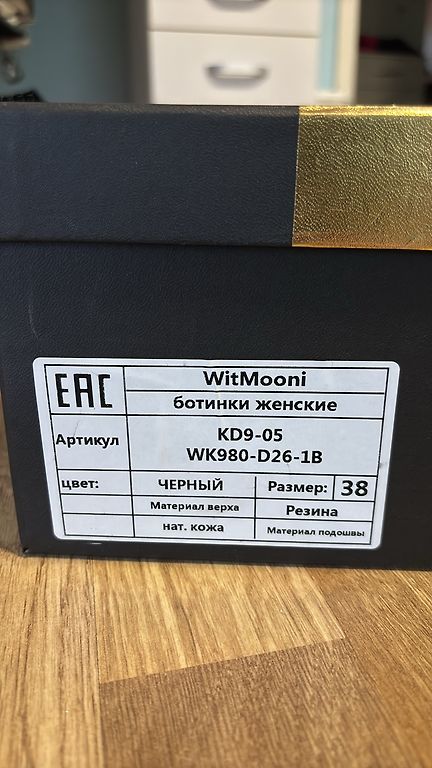 EAC WitMooni
ботинки женские
Артикул KD9-05
WK980-D26-1B
цвет: ЧЕРНЫЙ Размер: 38
Материал верха Резина
нат. кожа Материал подошвы